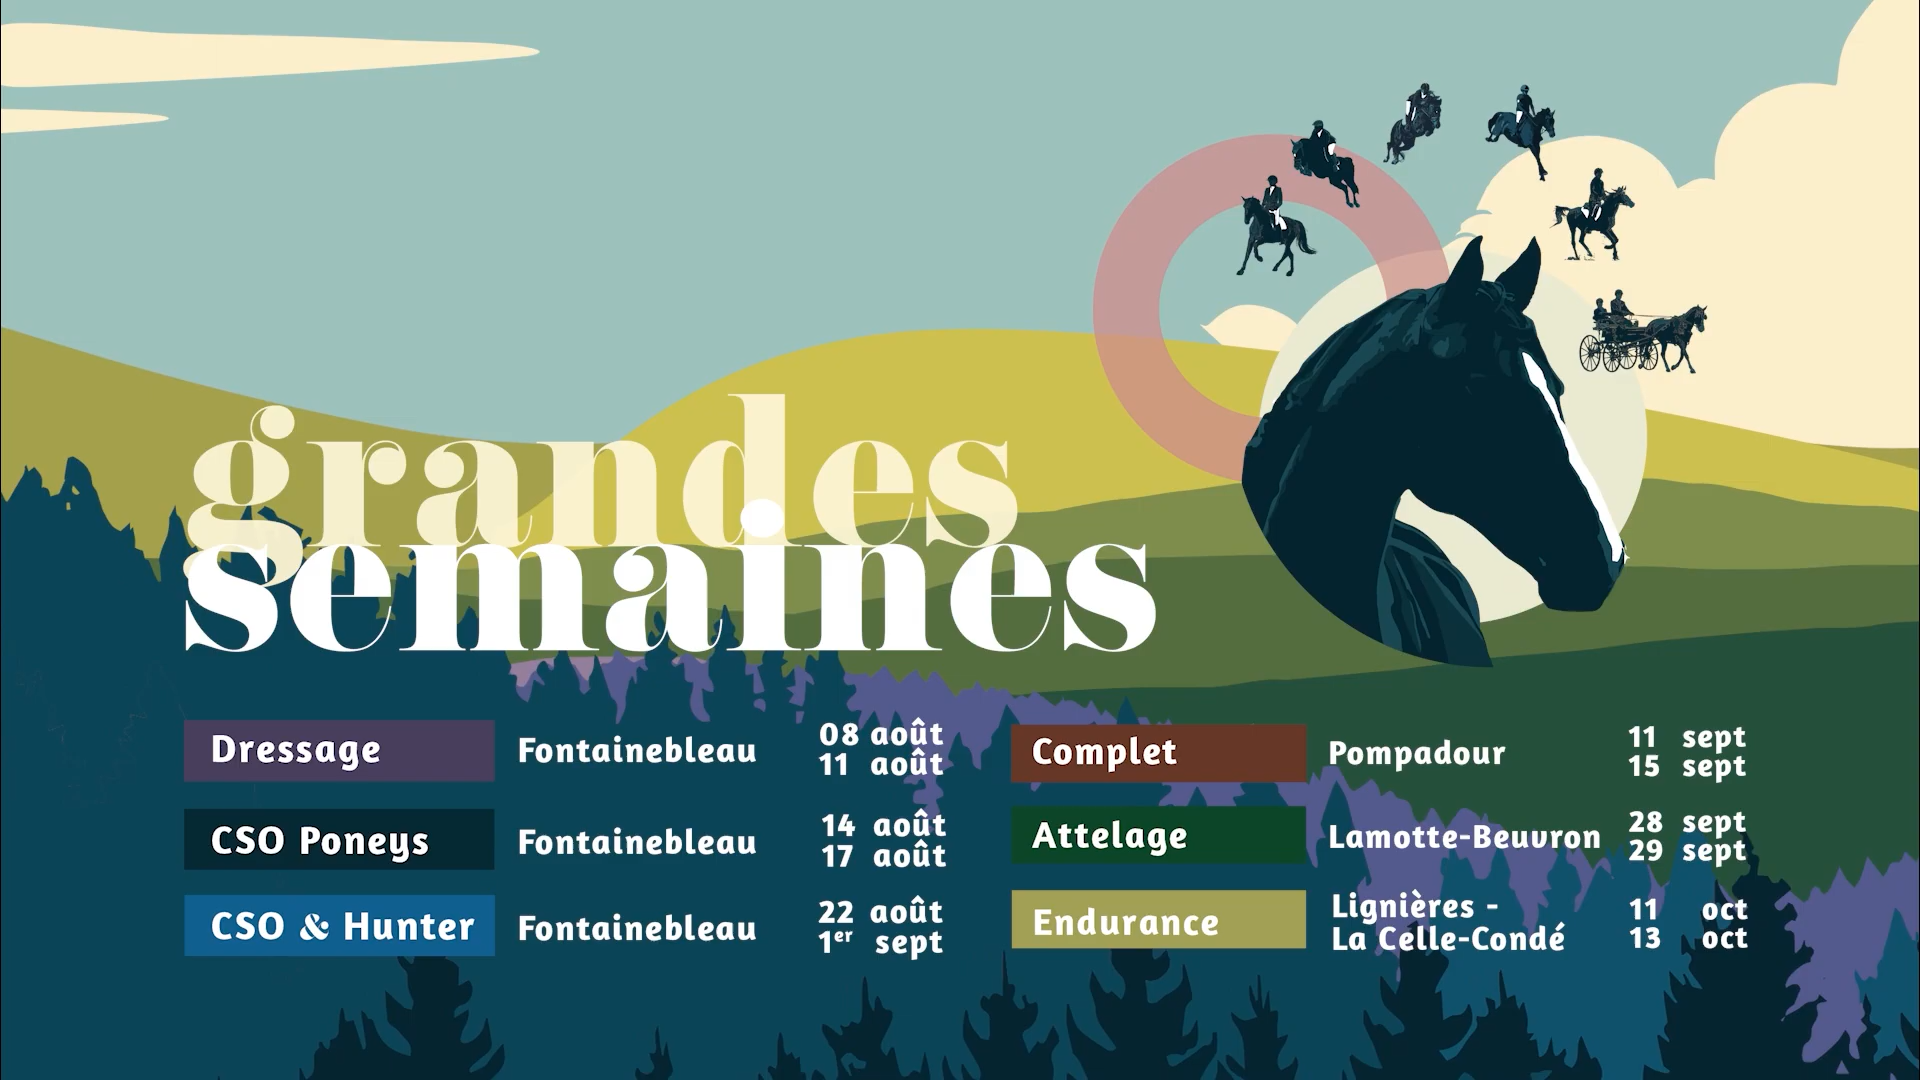 grandes
semaines
Dressage
Fontainebleau
08 août
11 août
CSO Poneys
Fontainebleau
14 août
17 août
CSO & Hunter
Fontainebleau
22 août
1er sept
Complet
Pompadour
11 sept
15 sept
Attelage
Lamotte-Beuvron
28 sept
29 sept
Endurance
Lignières -
La Celle-Condé
11 oct
13 oct